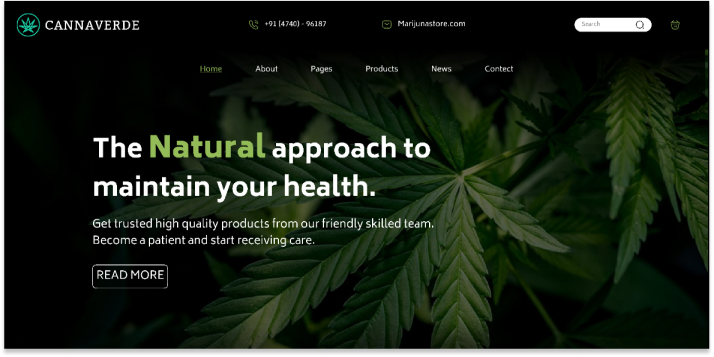 CANNAVERDE
+91 (4740) - 96187
Marijunastore.com
Search
Home About Pages Products News Contect
The Natural approach to
maintain your health.
Get trusted high quality products from our friendly skilled team.
Become a patient and start receiving care.
READ MORE